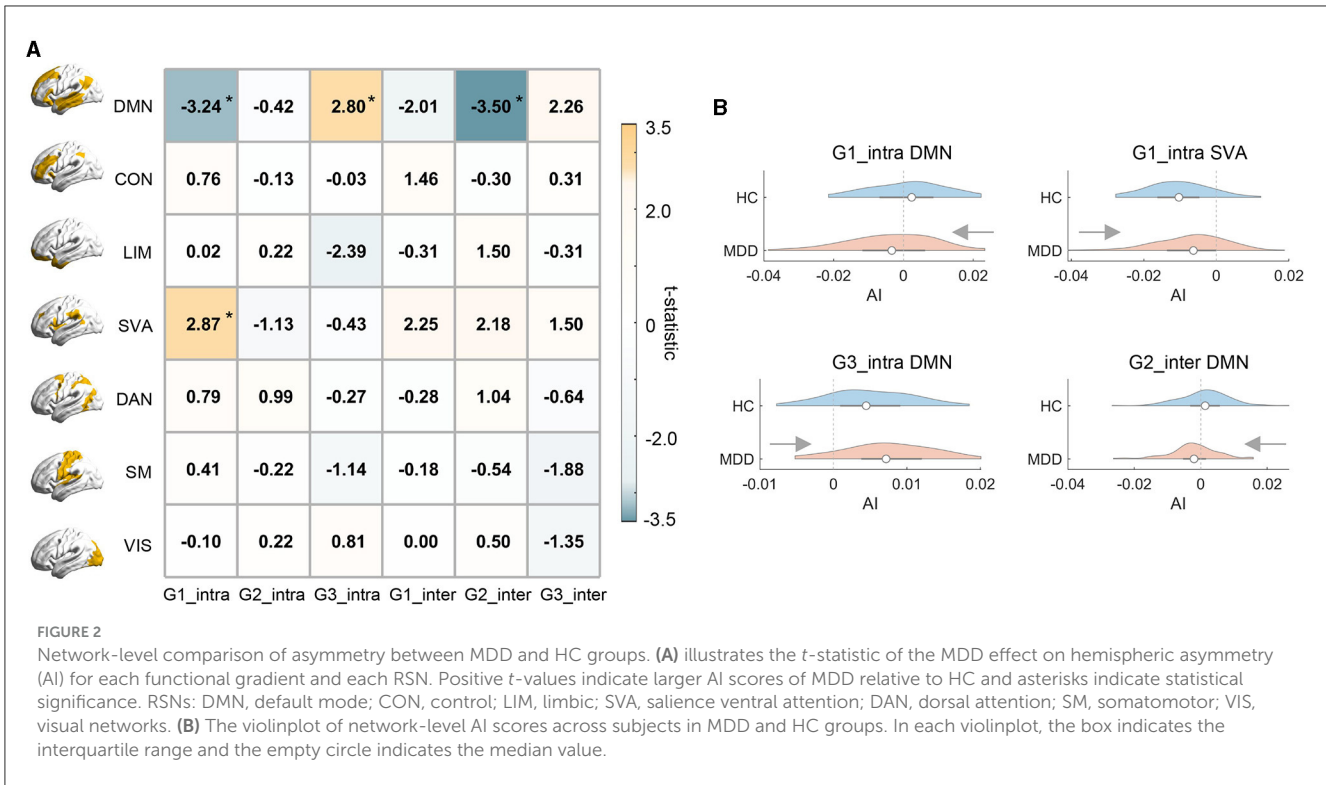 A
DMN -3.24 * -0.42 2.80 * -2.01 -3.50 * 2.26
CON 0.76 -0.13 -0.03 1.46 -0.30 0.31
LIM 0.02 0.22 -2.39 -0.31 1.50 -0.31
SVA 2.87 * -1.13 -0.43 2.25 2.18 1.50
DAN 0.79 0.99 -0.27 -0.28 1.04 -0.64
SM 0.41 -0.22 -1.14 -0.18 -0.54 -1.88
VIS -0.10 0.22 0.81 0.00 0.50 -1.35
G1_intra G2_intra G3_intra G1_inter G2_inter G3_inter
3.5
2.0
0
-2.0
-3.5
t-statistic
B
G1_intra DMN
HC
MDD
-0.04 -0.02 0 0.02
AI
G1_intra SVA
HC
MDD
-0.04 -0.02 0 0.02
AI
G3_intra DMN
HC
MDD
-0.01 0 0.01 0.02
AI
G2_inter DMN
HC
MDD
-0.04 -0.02 0 0.02
AI
FIGURE 2
Network-level comparison of asymmetry between MDD and HC groups. (A) illustrates the t-statistic of the MDD effect on hemispheric asymmetry
(AI) for each functional gradient and each RSN. Positive t-values indicate larger AI scores of MDD relative to HC and asterisks indicate statistical
significance. RSNs: DMN, default mode; CON, control; LIM, limbic; SVA, salience ventral attention; DAN, dorsal attention; SM, somatomotor; VIS,
visual networks. (B) The violinplot of network-level AI scores across subjects in MDD and HC groups. In each violinplot, the box indicates the
interquartile range and the empty circle indicates the median value.